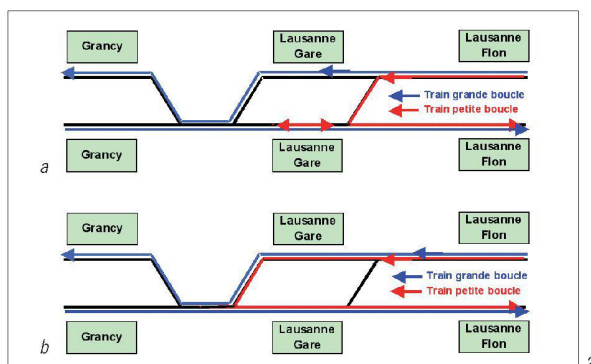 Grancy
Lausanne
Gare
Lausanne
Flon
Train grande boucle
Train petite boucle
Grancy
Lausanne
Gare
Lausanne
Flon
a
Grancy
Lausanne
Gare
Lausanne
Flon
Train grande boucle
Train petite boucle
Grancy
Lausanne
Gare
Lausanne
Flon
b